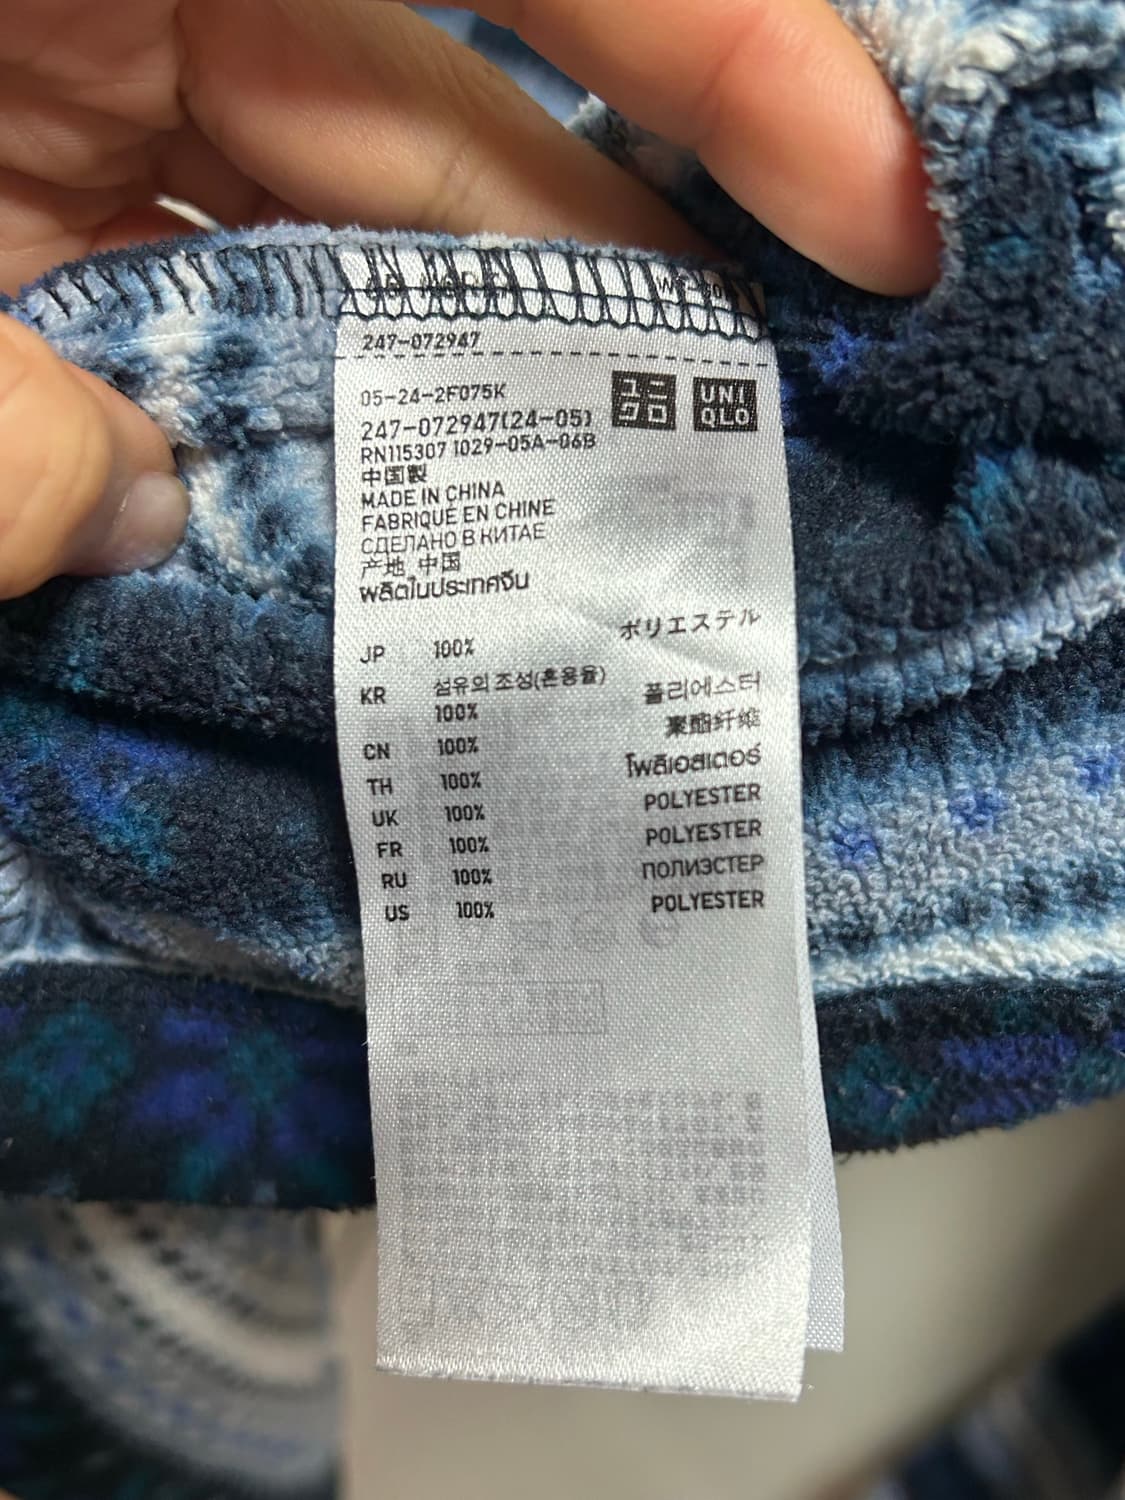 247-072947
05-24-2F075K
ユニ
クロ
UNI
QLO
247-072947(24-05)
RN115307 1029-05A-06B
中国製
MADE IN CHINA
FABRIQUÉ EN CHINE
СДЕЛАНО В КИТАЕ
产地 中国
ผลิตในประเทศจีน
JP 100% ポリエステル
KR 섬유의 조성(혼용율)
100% 폴리에스터
CN 100% 聚酯纤维
TH 100% โพลีเอสเตอร์
UK 100% POLYESTER
FR 100% POLYESTER
RU 100% ПОЛИЭСТЕР
US 100% POLYESTER